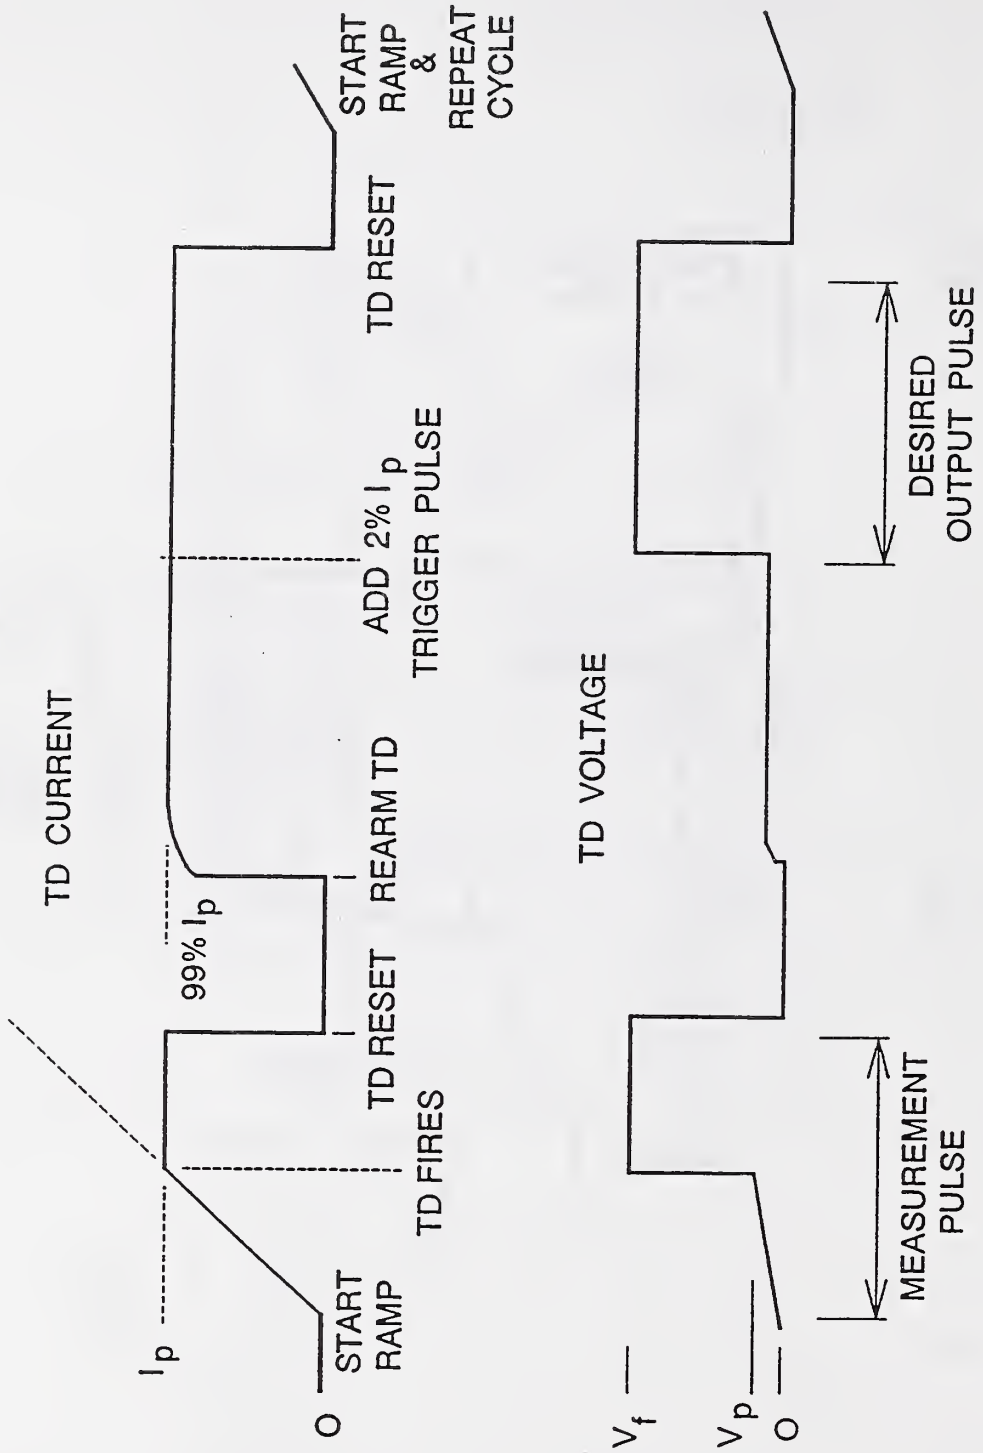 TD CURRENT
I_p
O
START
RAMP
TD FIRES
TD RESET
99% I_p
REARM TD
ADD 2% I_p
TRIGGER PULSE
TD RESET
START
RAMP
&
REPEAT
CYCLE
TD VOLTAGE
V_f
V_p
O
MEASUREMENT
PULSE
DESIRED
OUTPUT PULSE